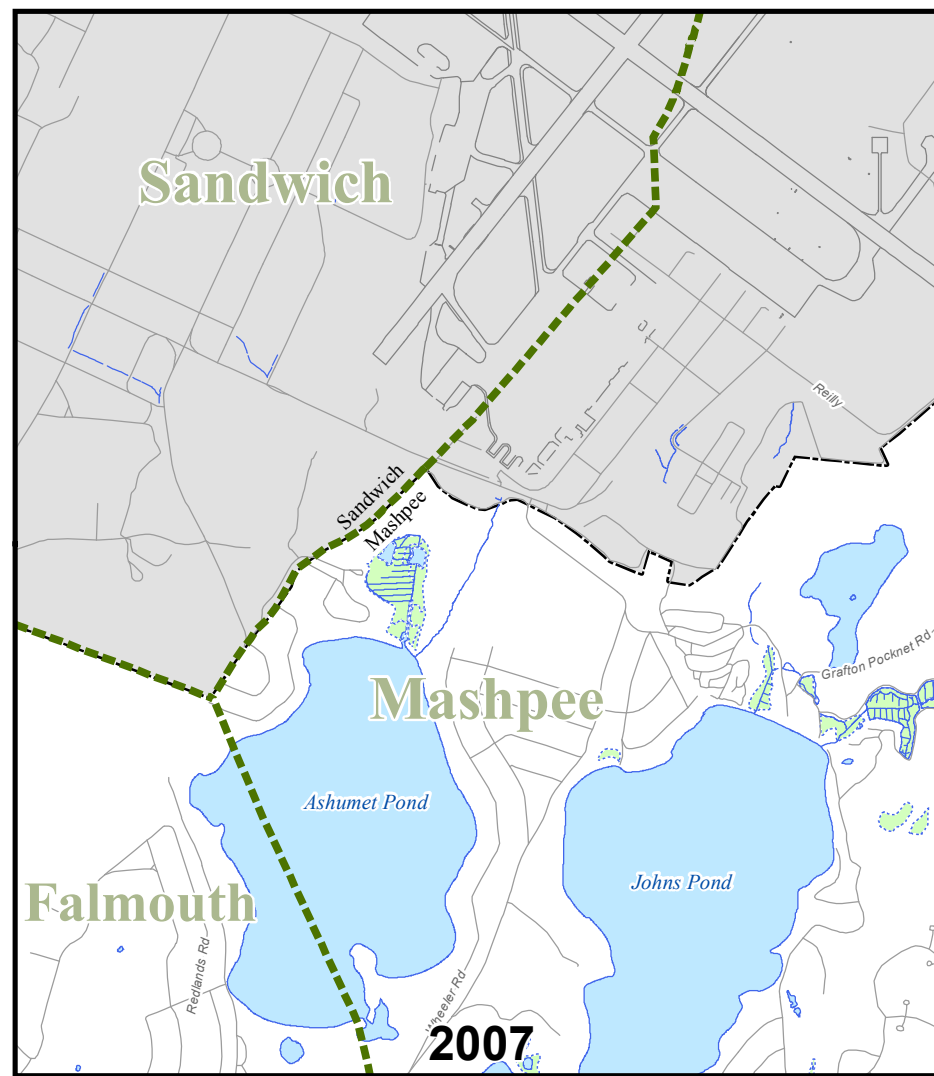 Sandwich
Reilly
Sandwich
Mashpee
Grafton Pocknet Rd
Mashpee
Ashumet Pond
Johns Pond
Falmouth
Redlands Rd
Wheeler Rd
2007